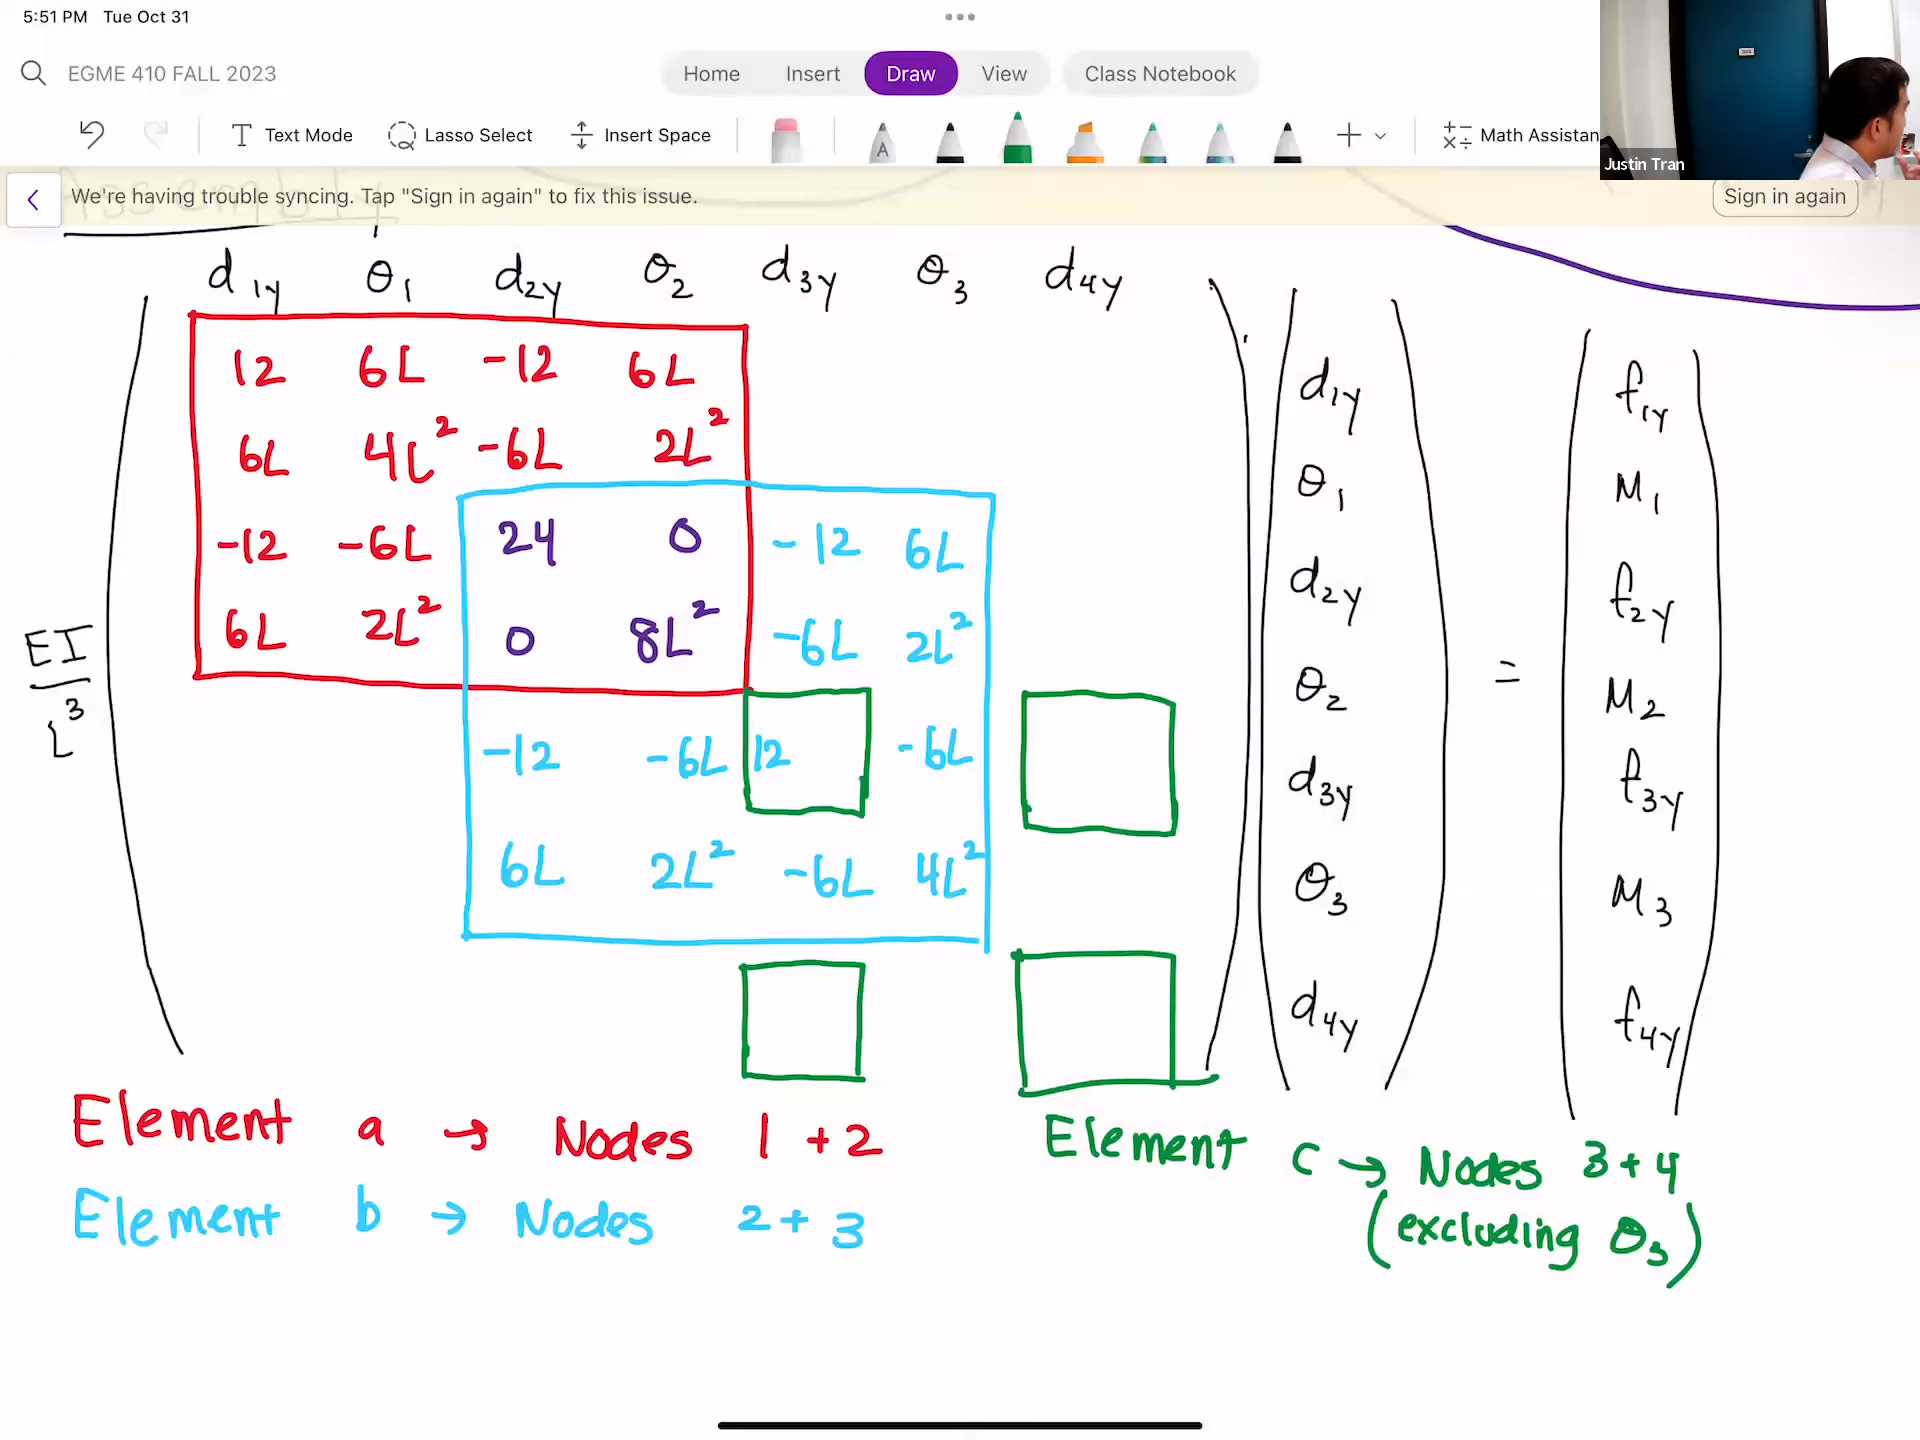 5:51 PM Tue Oct 31
EGME 410 FALL 2023
Home Insert Draw View Class Notebook
Text Mode Lasso Select Insert Space A Math Assistan
Justin Tran
Assembly
We're having trouble syncing. Tap "Sign in again" to fix this issue. Sign in again
d1y θ1 d2y θ2 d3y θ3 d4y
12 6L -12 6L d1y f1y
6L 4L² -6L 2L² θ1 M1
-12 -6L 24 0 -12 6L d2y f2y
6L 2L² 0 8L² -6L 2L² θ2 M2
EI/L³ =
-12 -6L 12 -6L d3y f3y
6L 2L² -6L 4L² θ3 M3
d4y f4y
Element a → Nodes 1 + 2
Element b → Nodes 2 + 3
Element c → Nodes 3 + 4
(excluding θ3)